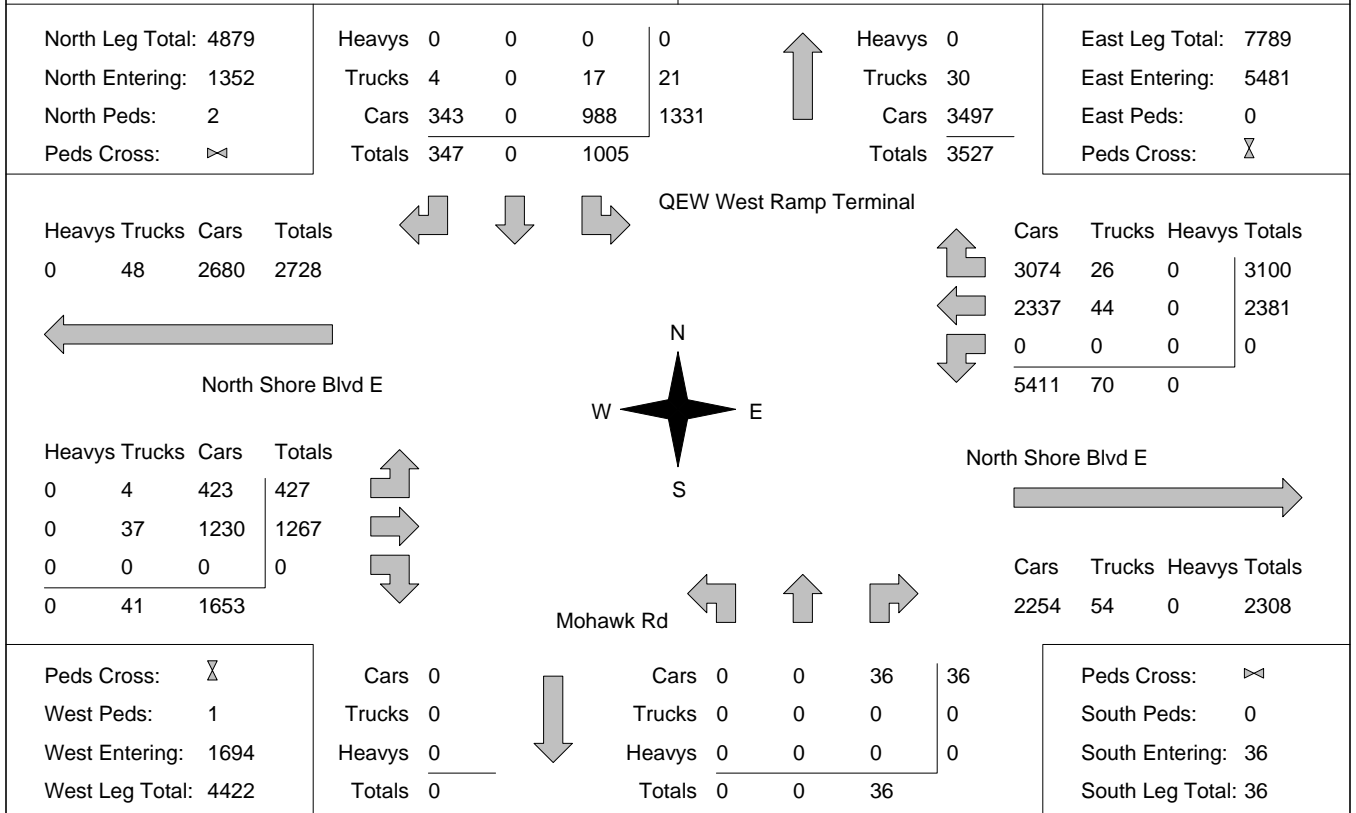 North Leg Total: 4879
North Entering: 1352
North Peds: 2
Peds Cross:
Heavys 0 0 0 0
Trucks 4 0 17 21
Cars 343 0 988 1331
Totals 347 0 1005
Heavys 0
Trucks 30
Cars 3497
Totals 3527
East Leg Total: 7789
East Entering: 5481
East Peds: 0
Peds Cross:
QEW West Ramp Terminal
Heavys Trucks Cars Totals
0 48 2680 2728
Cars Trucks Heavys Totals
3074 26 0 3100
2337 44 0 2381
0 0 0 0
5411 70 0
North Shore Blvd E
N
W E
S
Heavys Trucks Cars Totals
0 4 423 427
0 37 1230 1267
0 0 0 0
0 41 1653
North Shore Blvd E
Cars Trucks Heavys Totals
2254 54 0 2308
Mohawk Rd
Peds Cross:
West Peds: 1
West Entering: 1694
West Leg Total: 4422
Cars 0
Trucks 0
Heavys 0
Totals 0
Cars 0 0 36 36
Trucks 0 0 0 0
Heavys 0 0 0 0
Totals 0 0 36
Peds Cross:
South Peds: 0
South Entering: 36
South Leg Total: 36